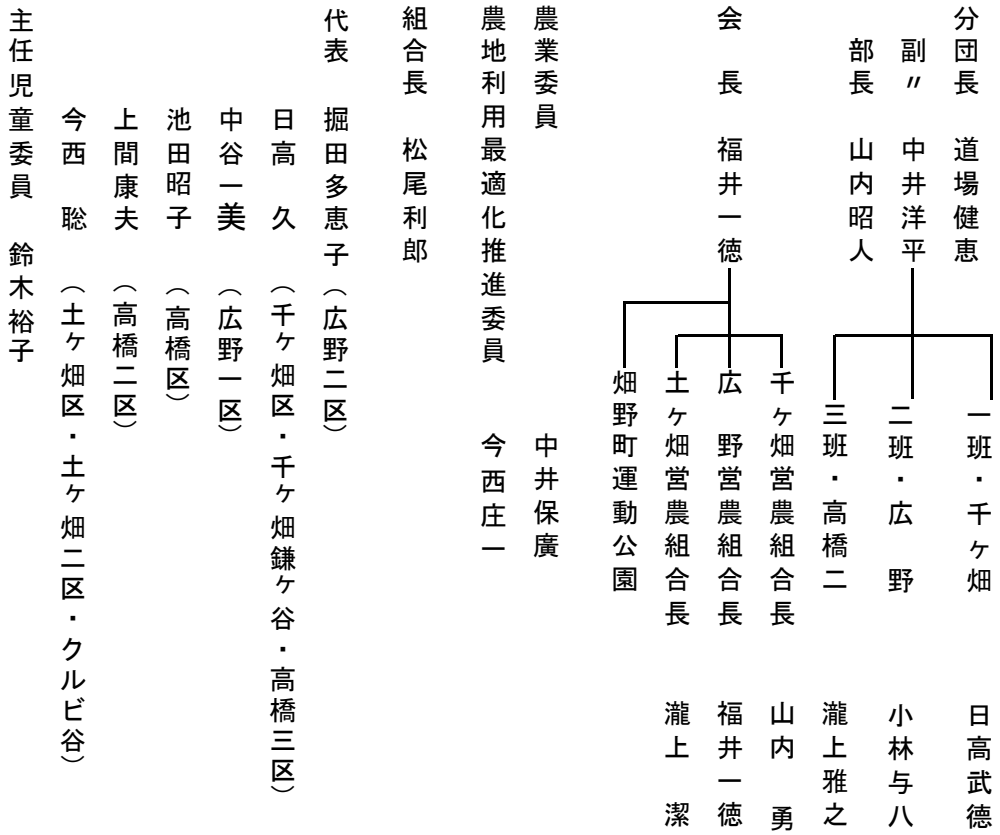 分団長　道場健恵
副〃　中井洋平
部長　山内昭人
一班・千ヶ畑　日高武德
二班・広　野　小林与八
三班・高橋二　瀧上雅之
会　長　福井一徳
千ヶ畑営農組合長　山内　勇
広　野営農組合長　福井一徳
土ヶ畑営農組合長　瀧上　潔
畑野町運動公園
農業委員　中井保廣
農地利用最適化推進委員　今西庄一
組合長　松尾利郎
代表　掘田多恵子（広野二区）
日高　久　（千ヶ畑区・千ヶ畑鎌ヶ谷・高橋三区）
中谷一美　（広野一区）
池田昭子　（高橋区）
上間康夫　（高橋二区）
今西　聡　（土ヶ畑区・土ヶ畑二区・クルビ谷）
主任児童委員　鈴木裕子